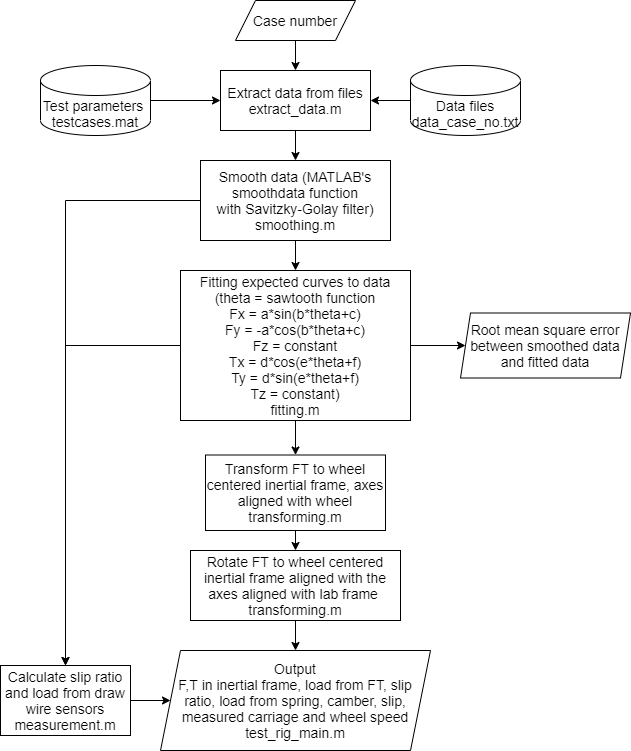 Case number
Test parameters
testcases.mat
Extract data from files
extract_data.m
Data files
data_case_no.txt
Smooth data (MATLAB's
smoothdata function
with Savitzky-Golay filter)
smoothing.m
Fitting expected curves to data
(theta = sawtooth function
Fx = a*sin(b*theta+c)
Fy = -a*cos(b*theta+c)
Fz = constant
Tx = d*cos(e*theta+f)
Ty = d*sin(e*theta+f)
Tz = constant)
fitting.m
Root mean square error
between smoothed data
and fitted data
Transform FT to wheel
centered inertial frame, axes
aligned with wheel
transforming.m
Rotate FT to wheel centered
inertial frame aligned with the
axes aligned with lab frame
transforming.m
Calculate slip ratio
and load from draw
wire sensors
measurement.m
Output
F,T in inertial frame, load from FT, slip
ratio, load from spring, camber, slip,
measured carriage and wheel speed
test_rig_main.m